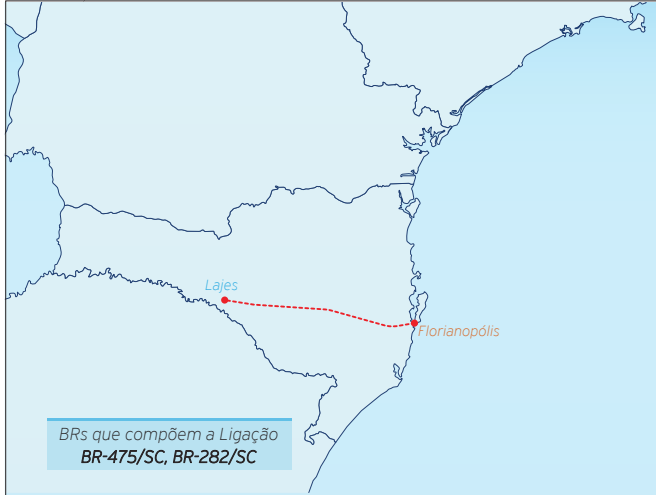 Lajes
Florianopólis
BRs que compõem a Ligação
BR-475/SC, BR-282/SC